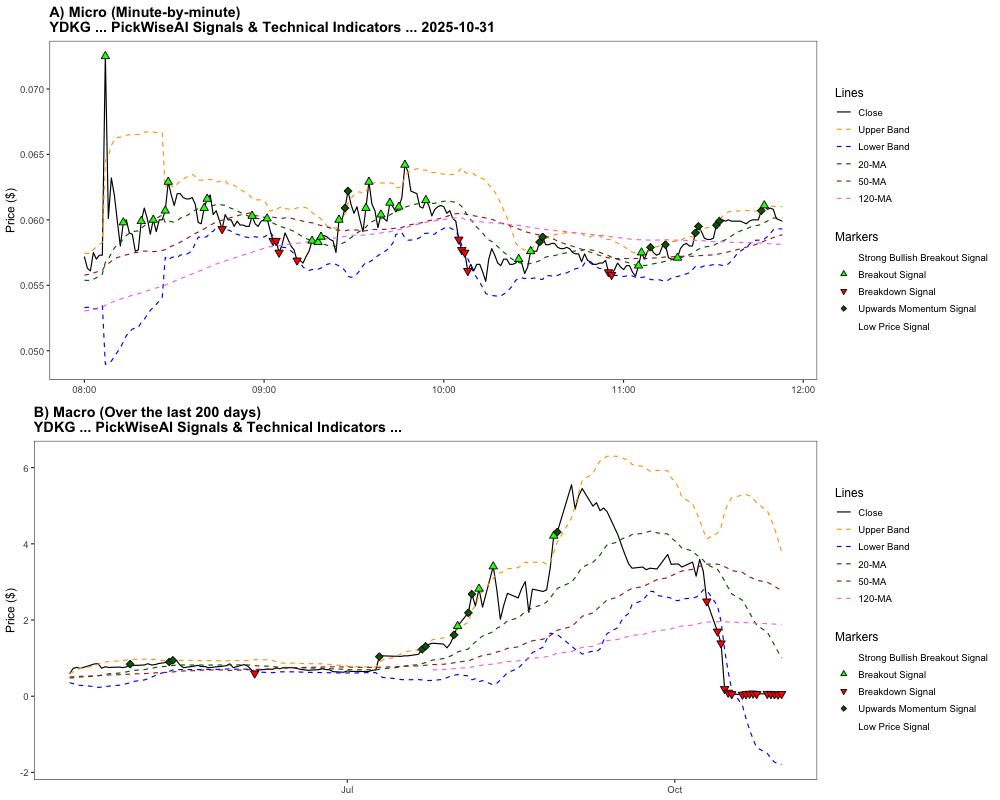 A) Micro (Minute-by-minute)
YDKG ... PickWiseAI Signals & Technical Indicators ... 2025-10-31
Price ($)
0.070
0.065
0.060
0.055
0.050
08:00
09:00
10:00
11:00
12:00
Lines
Close
Upper Band
Lower Band
20-MA
50-MA
120-MA
Markers
Strong Bullish Breakout Signal
Breakout Signal
Breakdown Signal
Upwards Momentum Signal
Low Price Signal
B) Macro (Over the last 200 days)
YDKG ... PickWiseAI Signals & Technical Indicators ...
Price ($)
6
4
2
0
-2
Jul
Oct
Lines
Close
Upper Band
Lower Band
20-MA
50-MA
120-MA
Markers
Strong Bullish Breakout Signal
Breakout Signal
Breakdown Signal
Upwards Momentum Signal
Low Price Signal